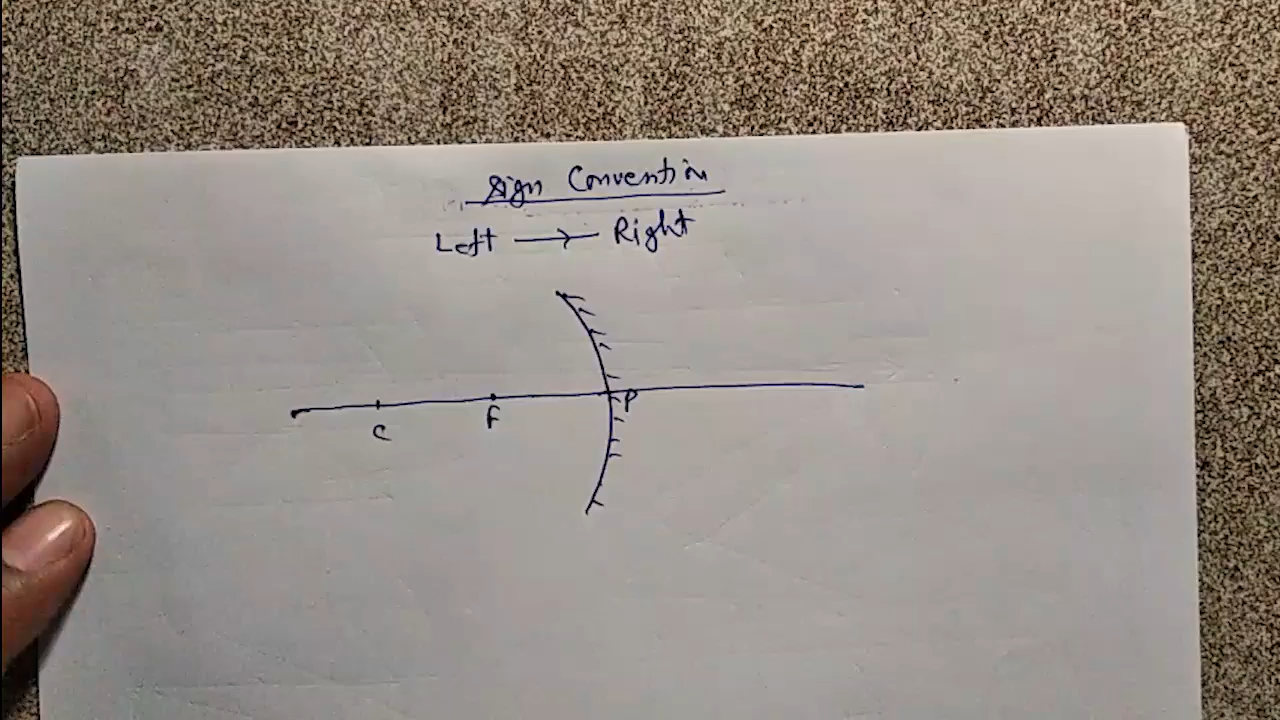 Sign Convention
Left → Right
C F P